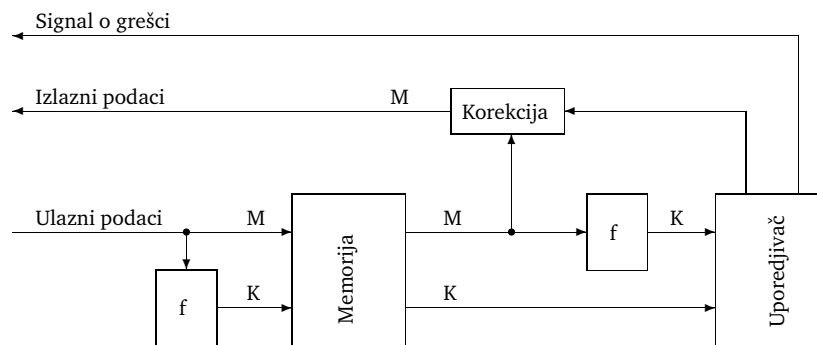 Signal o grešci
Izlazni podaci
M
Korekcija
Ulazni podaci
M
Memorija
M
f
K
Uporedjivač
f
K
K